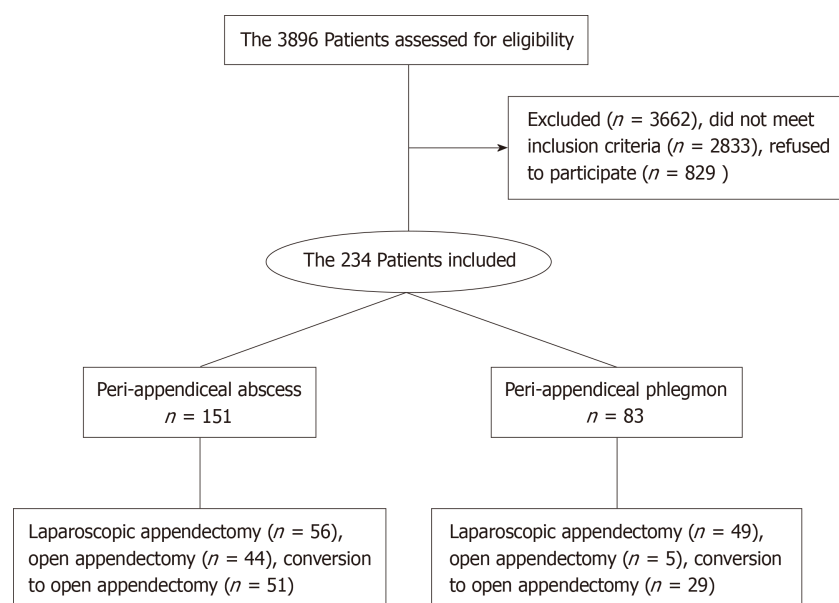 The 3896 Patients assessed for eligibility
Excluded (n = 3662), did not meet
inclusion criteria (n = 2833), refused
to participate (n = 829 )
The 234 Patients included
Peri-appendiceal abscess
n = 151
Peri-appendiceal phlegmon
n = 83
Laparoscopic appendectomy (n = 56),
open appendectomy (n = 44), conversion
to open appendectomy (n = 51)
Laparoscopic appendectomy (n = 49),
open appendectomy (n = 5), conversion
to open appendectomy (n = 29)